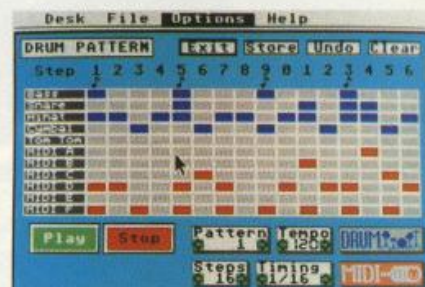 Desk File Options Help
DRUM PATTERN Exit Store Undo Clear
Step 1 2 3 4 5 6 7 8 9 0 1 2 3 4 5 6
Bass
Snare
HiHat
Cymbal
Tom Tom
MIDI A
MIDI B
MIDI C
MIDI D
MIDI E
MIDI F
Play Stop Pattern 1 Tempo 120 DRUM
Steps 16 Timing 1/16 MIDI